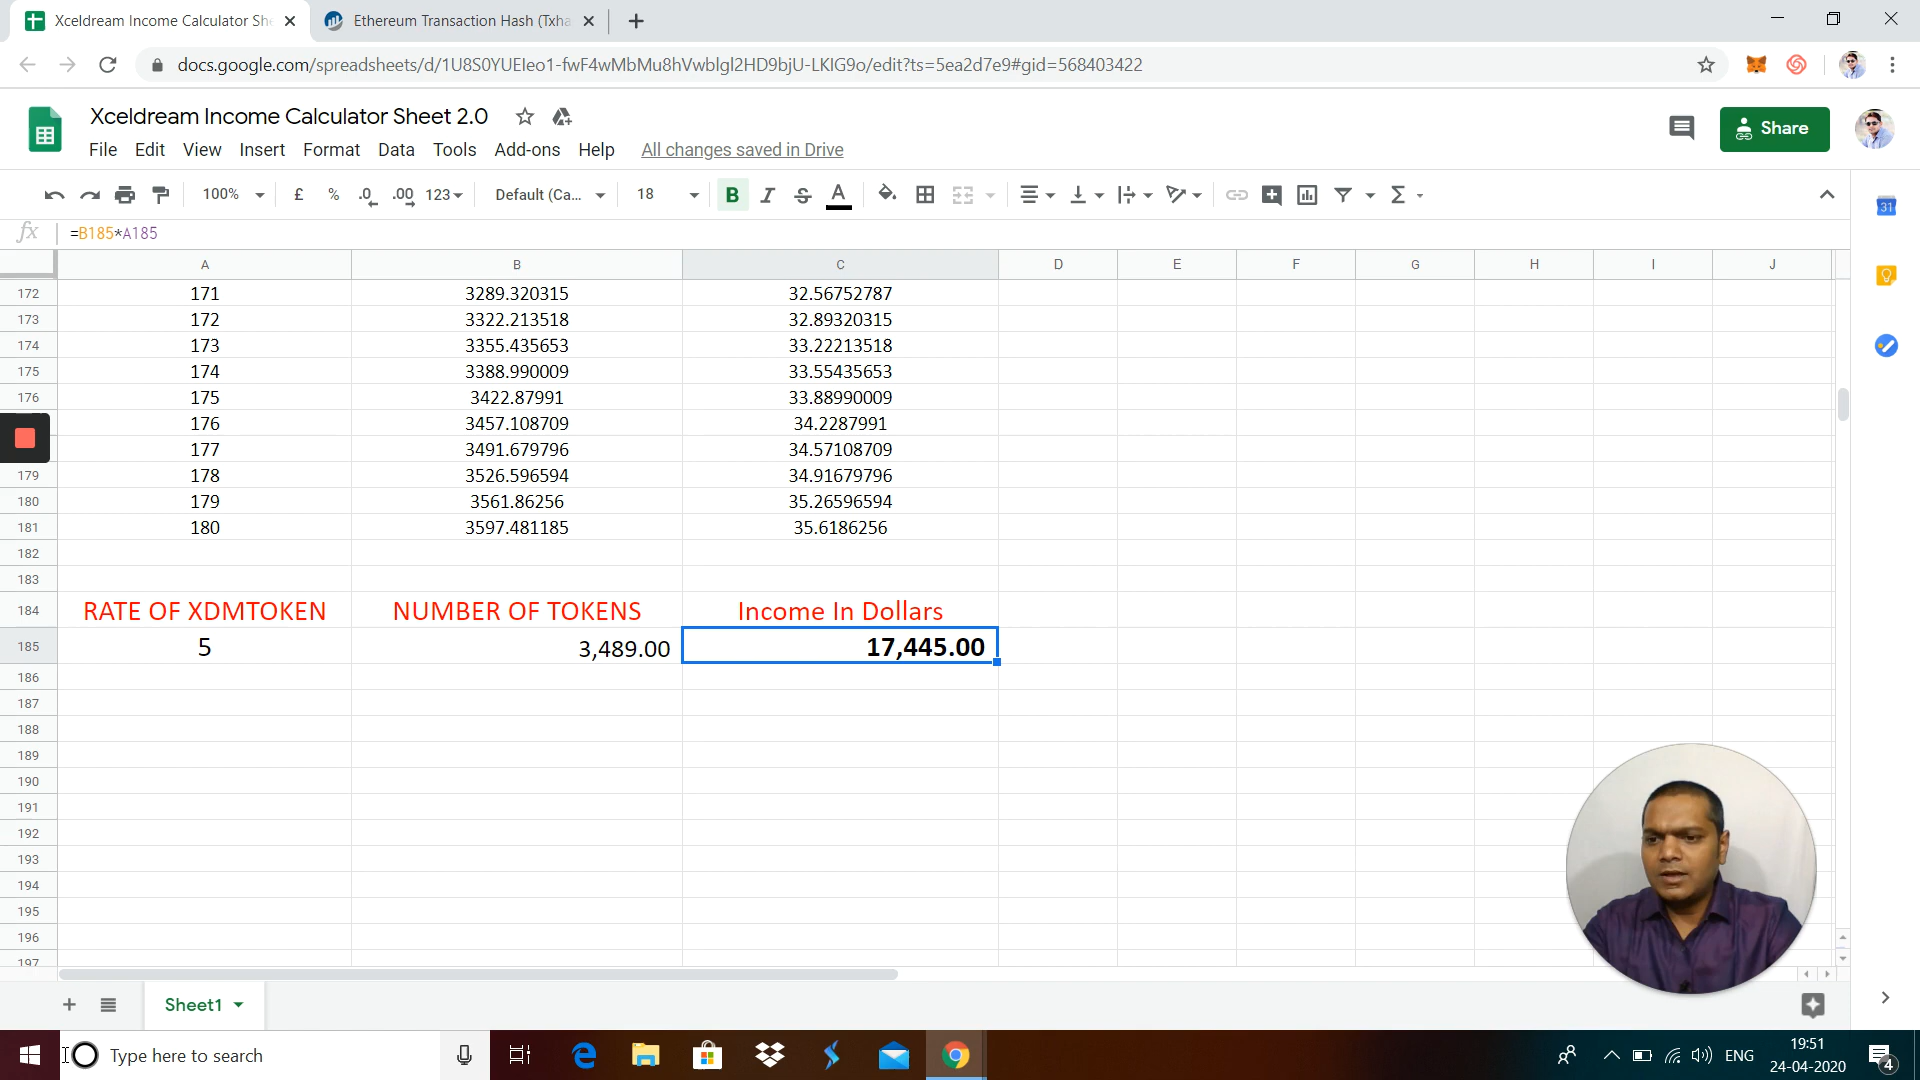 Xceldream Income Calculator She
Ethereum Transaction Hash (Txha
docs.google.com/spreadsheets/d/1U8S0YUEIeo1-fwF4wMbMu8hVwblgl2HD9bjU-LKIG9o/edit?ts=5ea2d7e9#gid=568403422
Xceldream Income Calculator Sheet 2.0
Share
File Edit View Insert Format Data Tools Add-ons Help All changes saved in Drive
100% £ % .0 .00 123 Default (Ca... 18 B I S A Σ
31
fx =B185*A185
A B C D E F G H I J
172 171 3289.320315 32.56752787
173 172 3322.213518 32.89320315
174 173 3355.435653 33.22213518
175 174 3388.990009 33.55435653
176 175 3422.87991 33.88990009
176 3457.108709 34.2287991
177 3491.679796 34.57108709
179 178 3526.596594 34.91679796
180 179 3561.86256 35.26596594
181 180 3597.481185 35.6186256
182
183
184 RATE OF XDMTOKEN NUMBER OF TOKENS Income In Dollars
185 5 3,489.00 17,445.00
186
187
188
189
190
191
192
193
194
195
196
197
Sheet1
Type here to search
ENG
19:51
24-04-2020
4